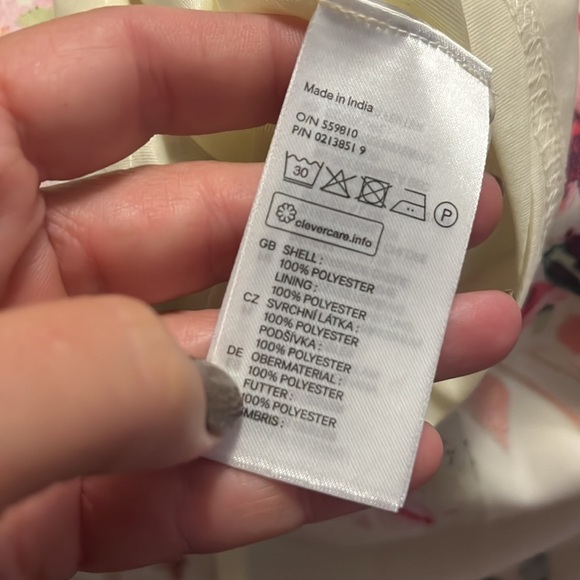 Made in India
O/N 559810
P/N 0213851 9
30
P
clevercare.info
GB SHELL :
100% POLYESTER
LINING :
100% POLYESTER
CZ SVRCHNÍ LÁTKA :
100% POLYESTER
PODŠÍVKA :
100% POLYESTER
DE OBERMATERIAL :
100% POLYESTER
FUTTER :
100% POLYESTER